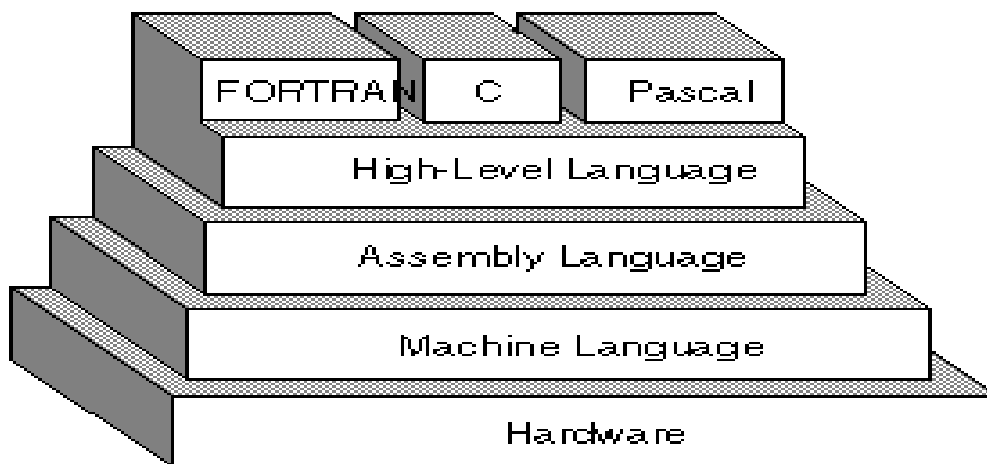 FORTRAN C Pascal
High-Level Language
Assembly Language
Machine Language
Hardware